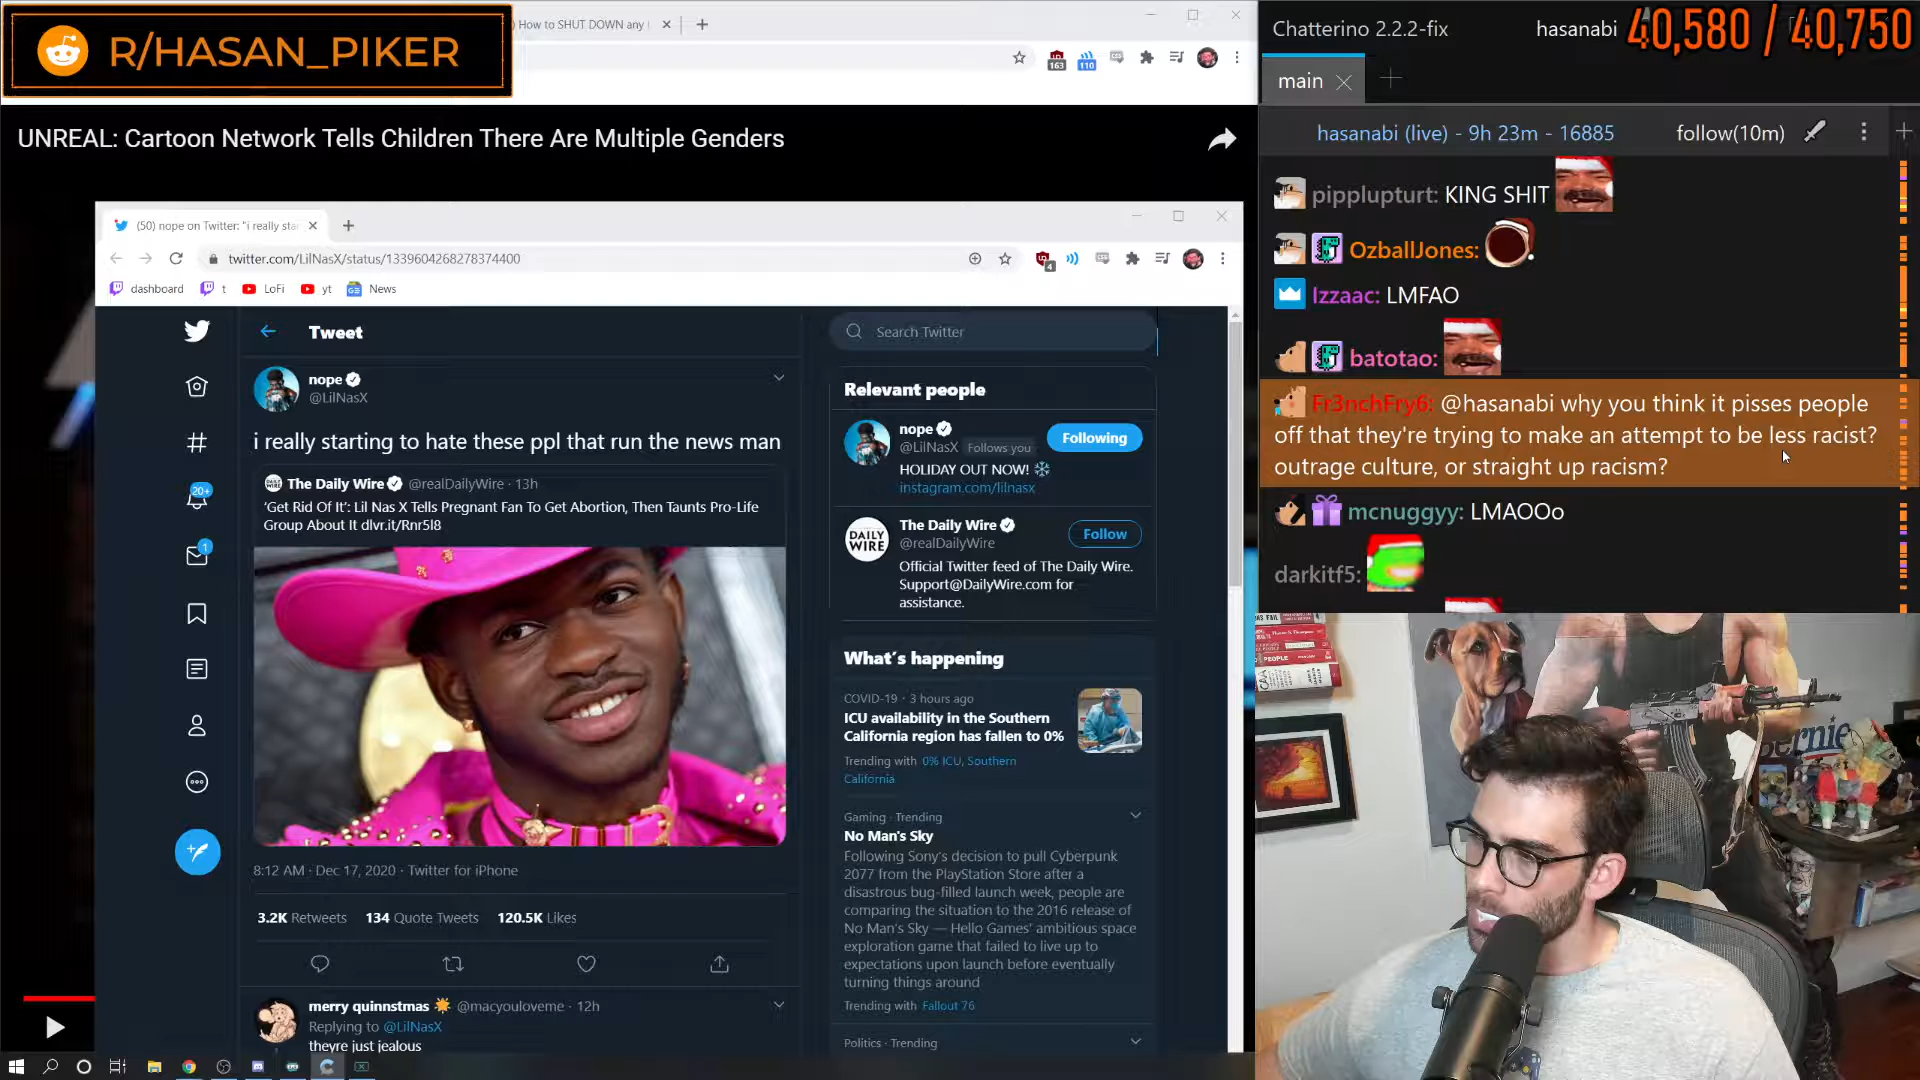 R/HASAN_PIKER
How to SHUT DOWN any
163
110
UNREAL: Cartoon Network Tells Children There Are Multiple Genders
(50) nope on Twitter: "i really sta
twitter.com/LilNasX/status/1339604268278374400
4
dashboard
t
LoFi
yt
News
Tweet
Search Twitter
nope
@LilNasX
i really starting to hate these ppl that run the news man
The Daily Wire @realDailyWire · 13h
'Get Rid Of It': Lil Nas X Tells Pregnant Fan To Get Abortion, Then Taunts Pro-Life
Group About It dlvr.it/Rnr5l8
8:12 AM · Dec 17, 2020 · Twitter for iPhone
3.2K Retweets 134 Quote Tweets 120.5K Likes
merry quinnstmas @macyouloveme · 12h
Replying to @LilNasX
theyre just jealous
20+
1
Relevant people
nope
@LilNasX Follows you
Following
HOLIDAY OUT NOW!
instagram.com/lilnasx
DAILY
WIRE
The Daily Wire
@realDailyWire
Follow
Official Twitter feed of The Daily Wire.
Support@DailyWire.com for
assistance.
What's happening
COVID-19 · 3 hours ago
ICU availability in the Southern
California region has fallen to 0%
Trending with 0% ICU, Southern
California
Gaming · Trending
No Man's Sky
Following Sony's decision to pull Cyberpunk
2077 from the PlayStation Store after a
disastrous bug-filled launch week, people are
comparing the situation to the 2016 release of
No Man's Sky — Hello Games' ambitious space
exploration game that failed to live up to
expectations upon launch before eventually
turning things around
Trending with Fallout 76
Politics · Trending
Chatterino 2.2.2-fix
hasanabi
40,580 / 40,750
main
hasanabi (live) - 9h 23m - 16885
follow(10m)
pipplupturt: KING SHIT
OzballJones:
Izzaac: LMFAO
batotao:
Fr3nchFry6: @hasanabi why you think it pisses people
off that they're trying to make an attempt to be less racist?
outrage culture, or straight up racism?
mcnuggyy: LMAOOo
darkitf5:
PEOPLE
Bernie